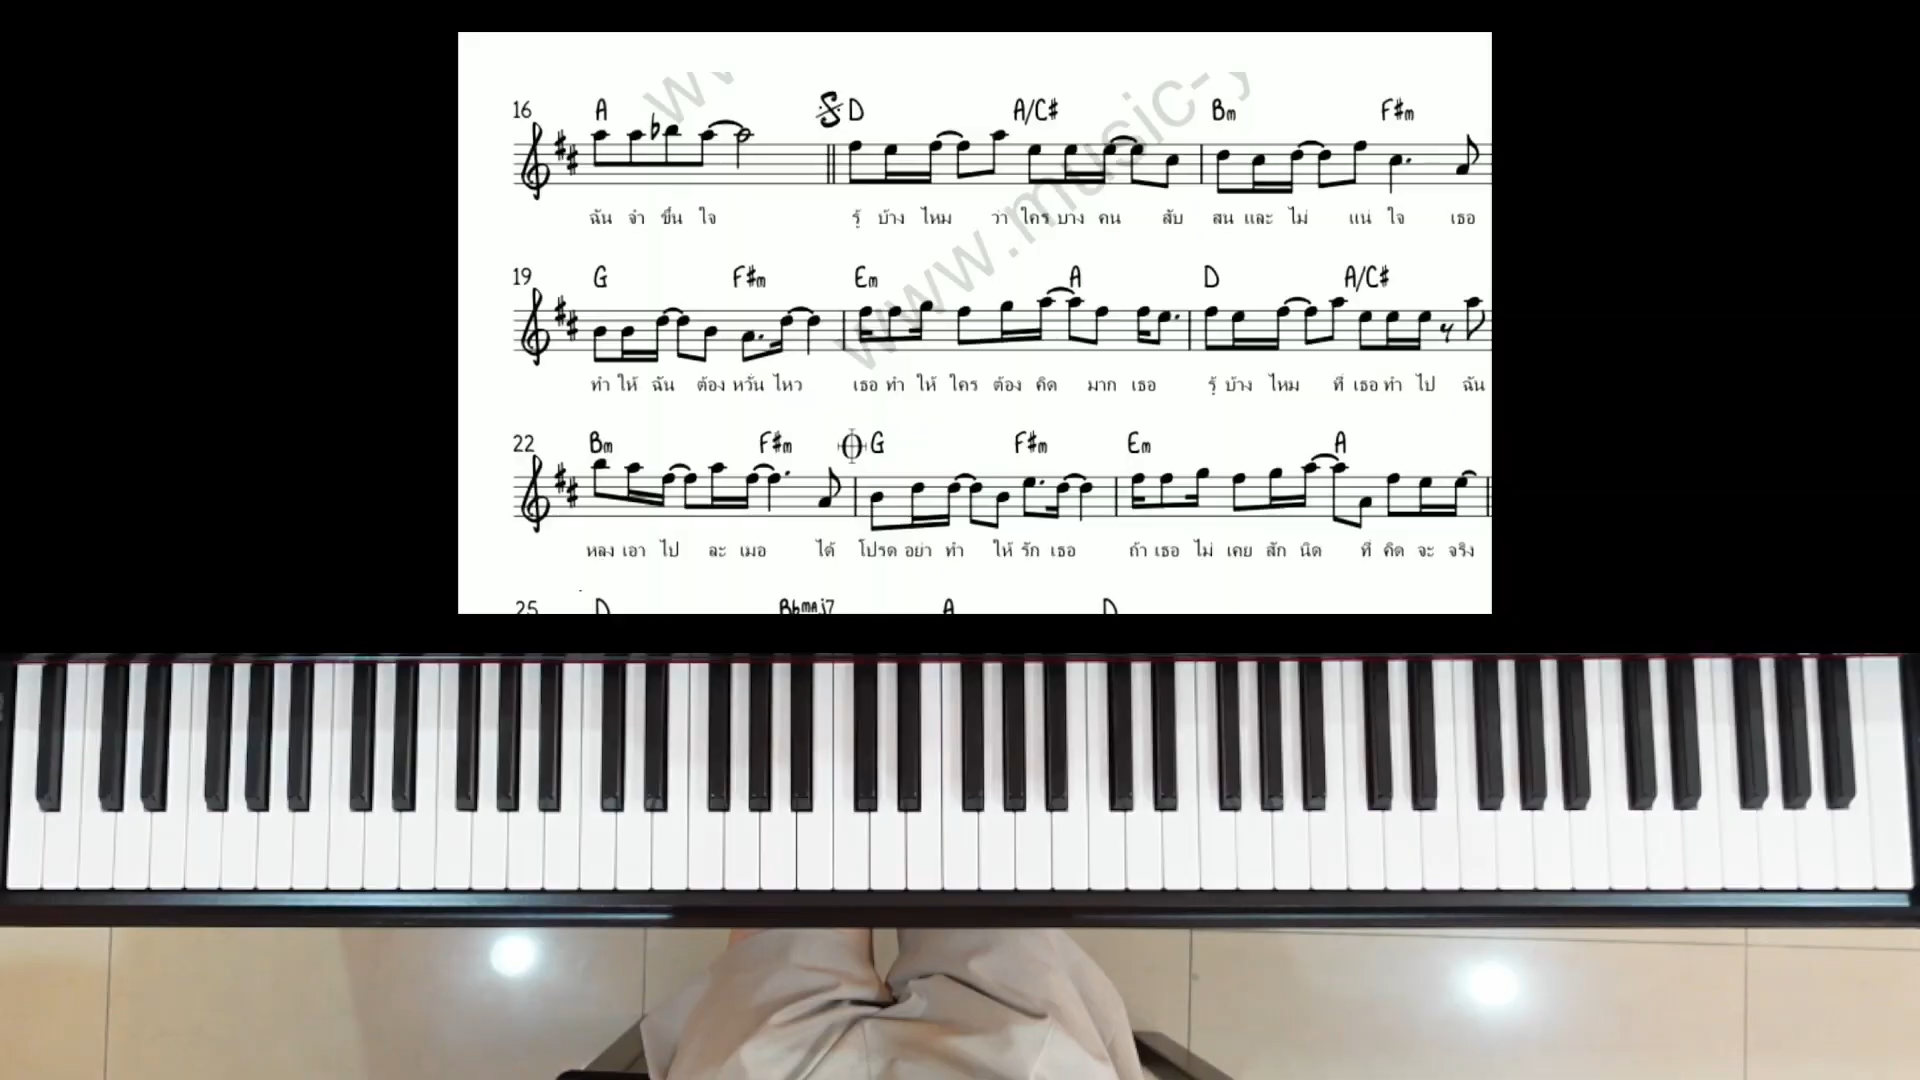 16 A D A/C# Bm F#m
ฉัน จำ ขึ้น ใจ รู้ บ้าง ไหม ว่า ใคร บาง คน สับ สน และ ไม่ แน่ ใจ เธอ
19 G F#m Em A D A/C#
ทำ ให้ ฉัน ต้อง หวั่น ไหว เธอ ทำ ให้ ใคร ต้อง คิด มาก เธอ รู้ บ้าง ไหม ที่ เธอ ทำ ไป ฉัน
22 Bm F#m G F#m Em A
หลง เอา ไป ละ เมอ ได้ โปรด อย่า ทำ ให้ รัก เธอ ถ้า เธอ ไม่ เคย สัก นิด ที่ คิด จะ จริง
25 D Bbmaj7 A D
www.music-y